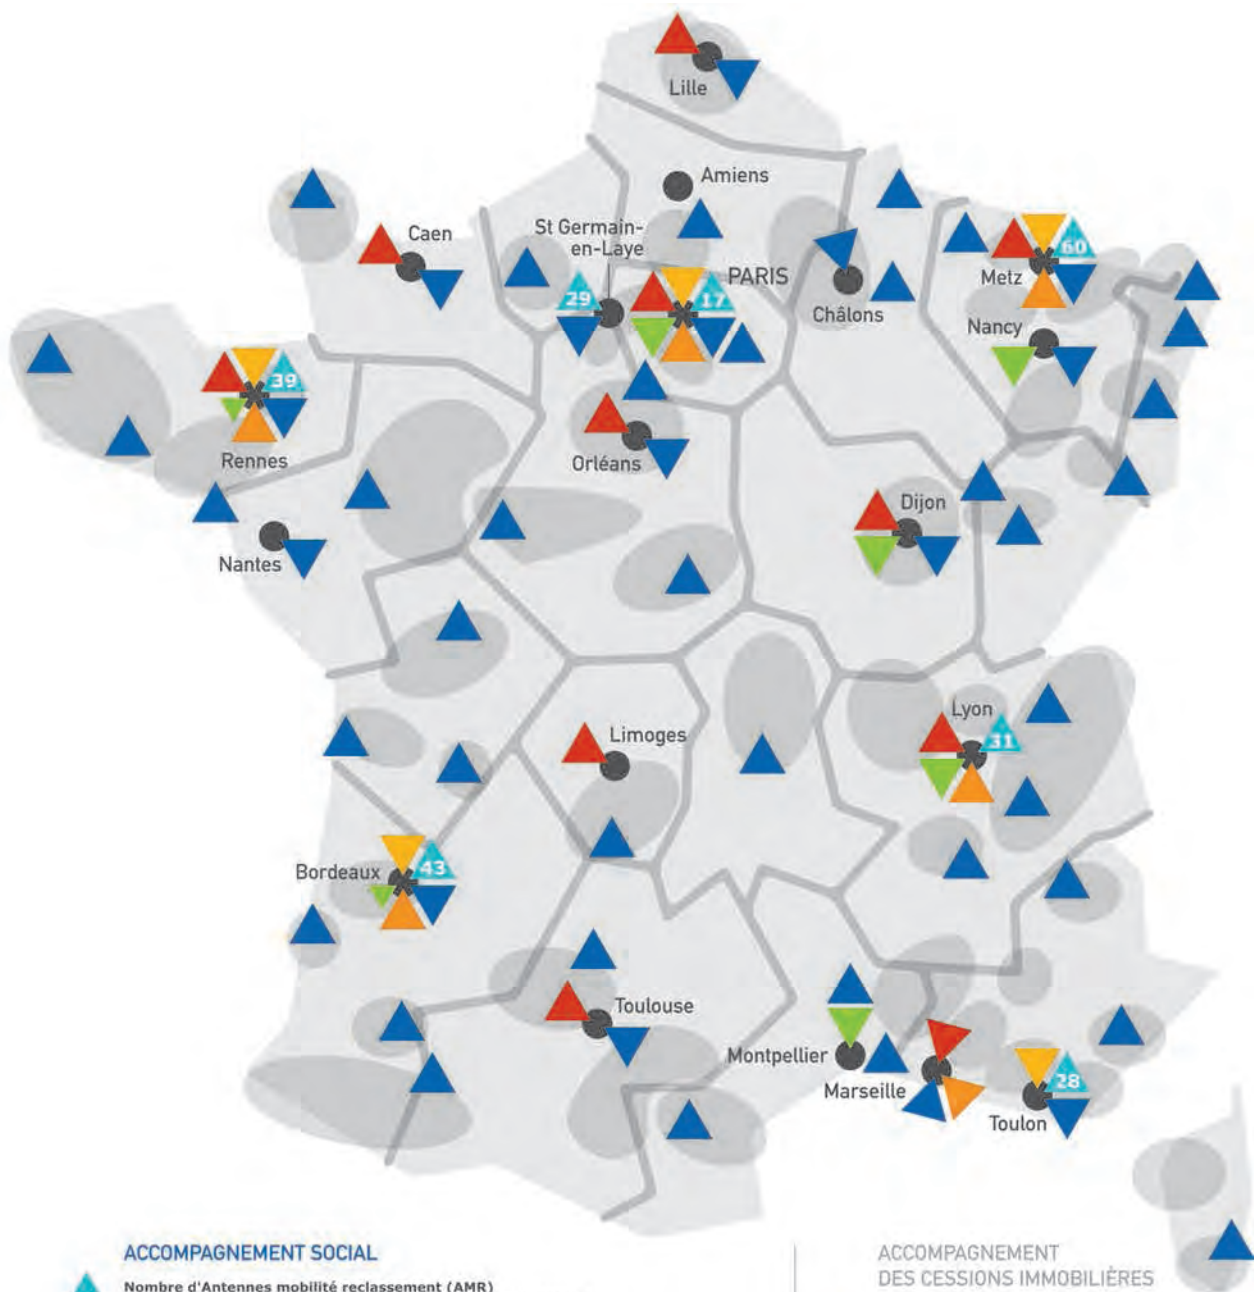 Lille
Amiens
St Germain-
en-Laye
Caen
PARIS
Metz
60
29
17
Châlons
Nancy
39
Rennes
Orléans
Dijon
Nantes
Lyon
31
Limoges
Bordeaux
43
Toulouse
Montpellier
Marseille
28
Toulon
ACCOMPAGNEMENT SOCIAL
Nombre d'Antennes mobilité reclassement (AMR)
ACCOMPAGNEMENT
DES CESSIONS IMMOBILIÈRES